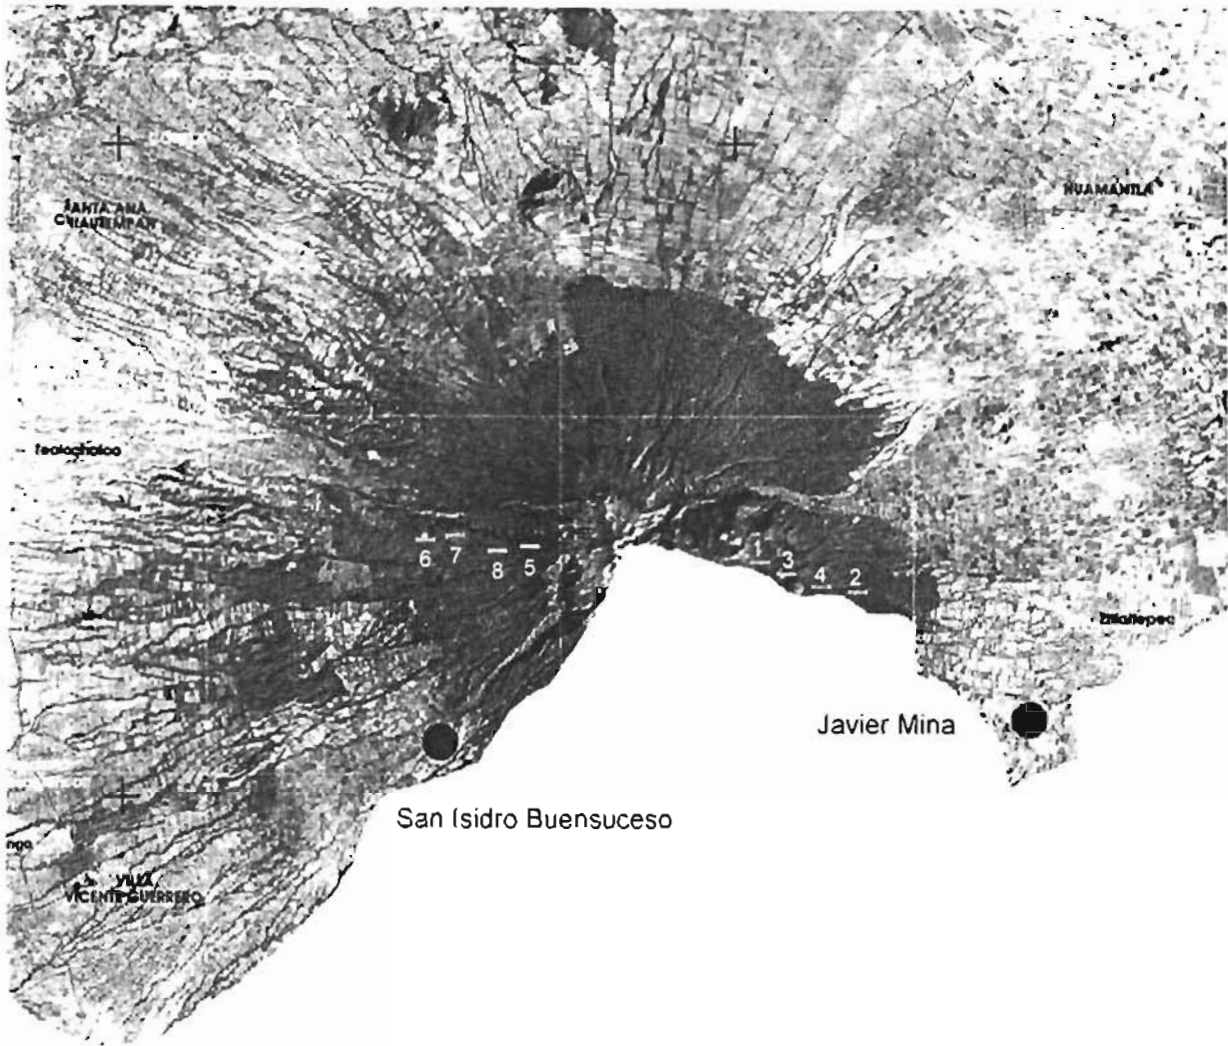 HUAMANTLA
SANTA ANA
CHIAUTEMPAN
Teolocholco
6
7
8
5
1
3
4
2
Zitlaltepec
Javier Mina
San Isidro Buensuceso
ngo
VILLA
VICENTE GUERRERO